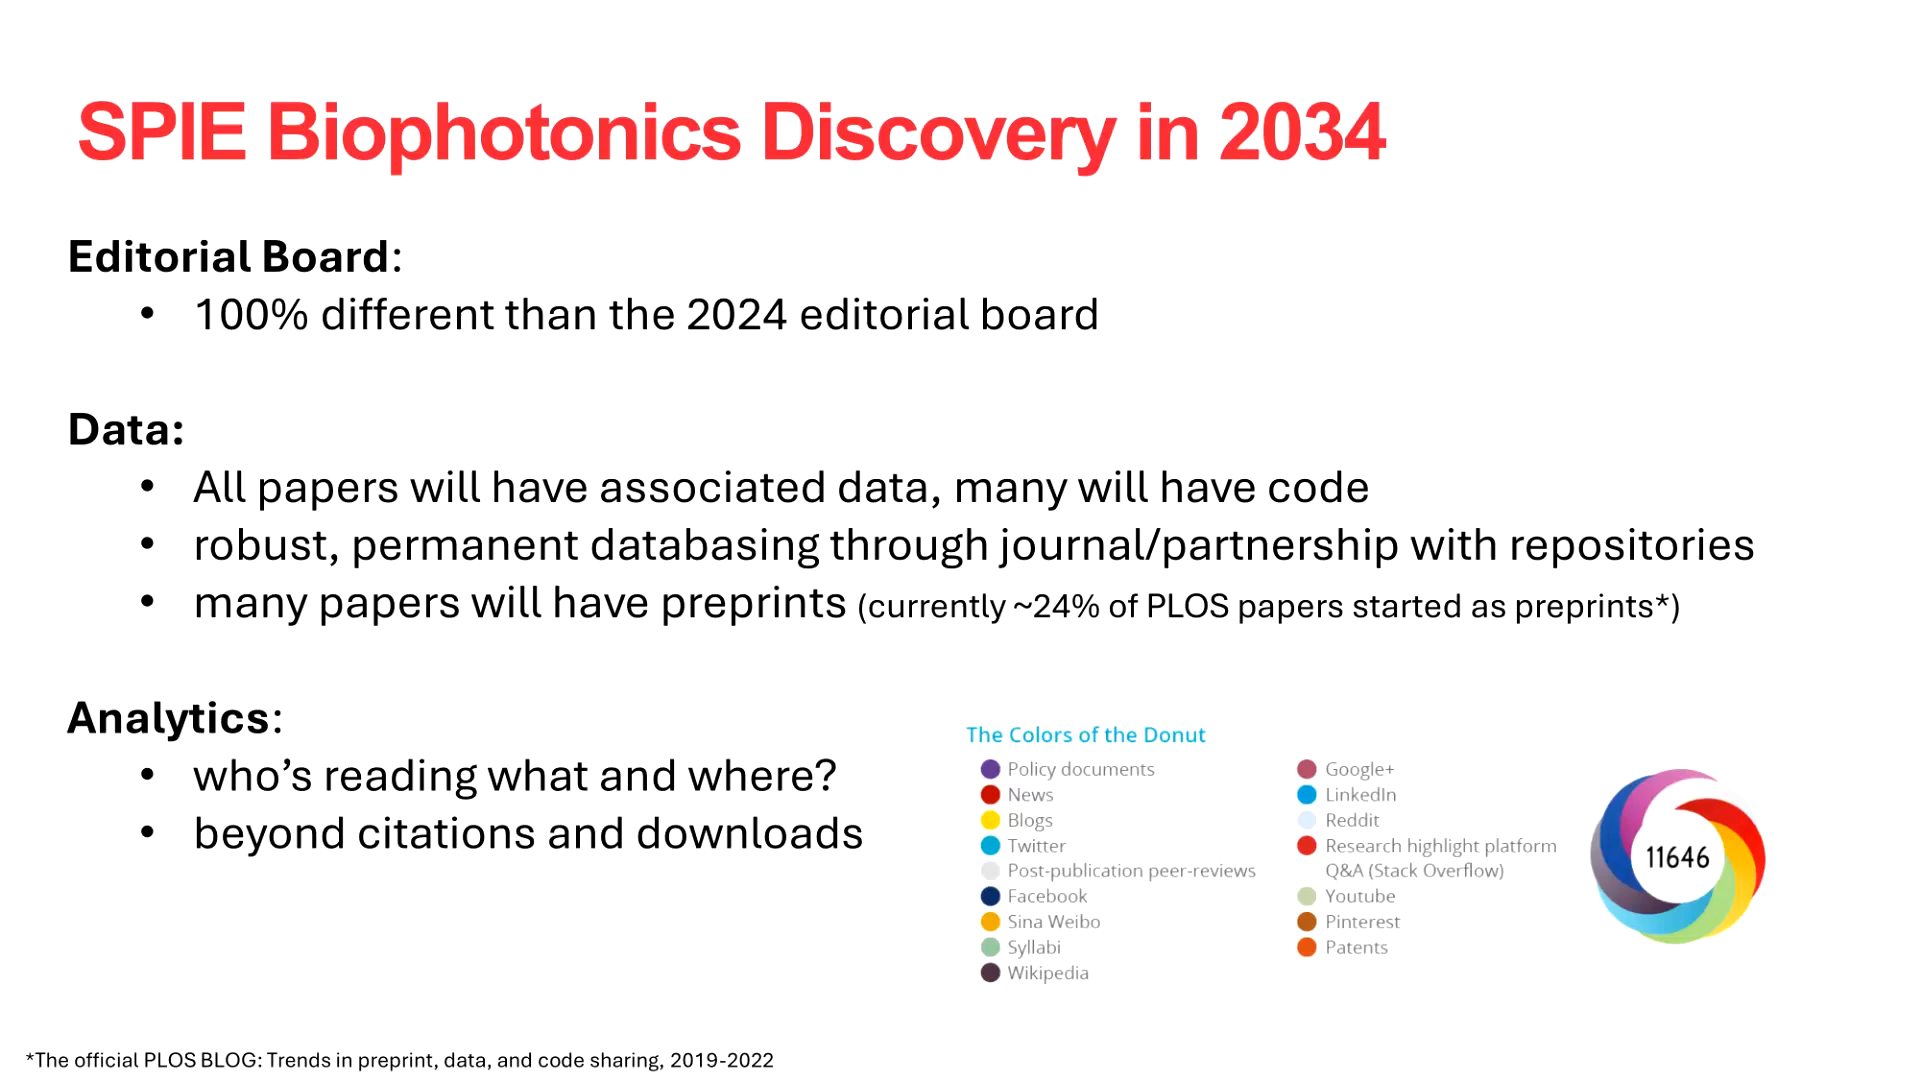 SPIE Biophotonics Discovery in 2034
Editorial Board:
• 100% different than the 2024 editorial board
Data:
• All papers will have associated data, many will have code
• robust, permanent databasing through journal/partnership with repositories
• many papers will have preprints (currently ~24% of PLOS papers started as preprints*)
Analytics:
• who’s reading what and where?
• beyond citations and downloads
The Colors of the Donut
Policy documents
News
Blogs
Twitter
Post-publication peer-reviews
Facebook
Sina Weibo
Syllabi
Wikipedia
Google+
LinkedIn
Reddit
Research highlight platform
Q&A (Stack Overflow)
Youtube
Pinterest
Patents
11646
*The official PLOS BLOG: Trends in preprint, data, and code sharing, 2019-2022